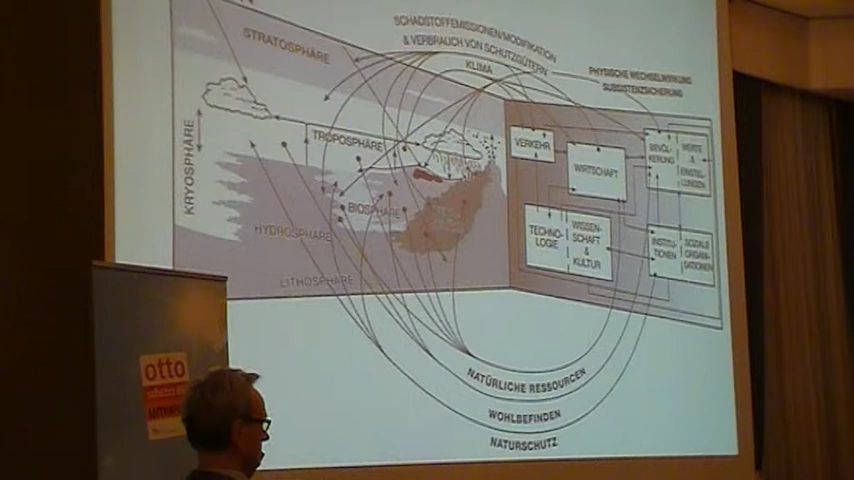 SCHADSTOFFEMISSIONEN/MODIFIKATION
& VERBRAUCH VON SCHUTZGÜTERN
KLIMA
PHYSISCHE WECHSELWIRKUNG
SUBSISTENZSICHERUNG
STRATOSPHÄRE
KRYOSPHÄRE
TROPOSPHÄRE
BIOSPHÄRE
HYDROSPHÄRE
LITHOSPHÄRE
VERKEHR
WIRTSCHAFT
BEVÖL-
KERUNG
WERTE
&
EINSTEL-
LUNGEN
TECHNO-
LOGIE
WISSEN-
SCHAFT
&
KULTUR
INSTITU-
TIONEN
SOZIALE
ORGANI-
SATIONEN
NATÜRLICHE RESSOURCEN
WOHLBEFINDEN
NATURSCHUTZ
otto